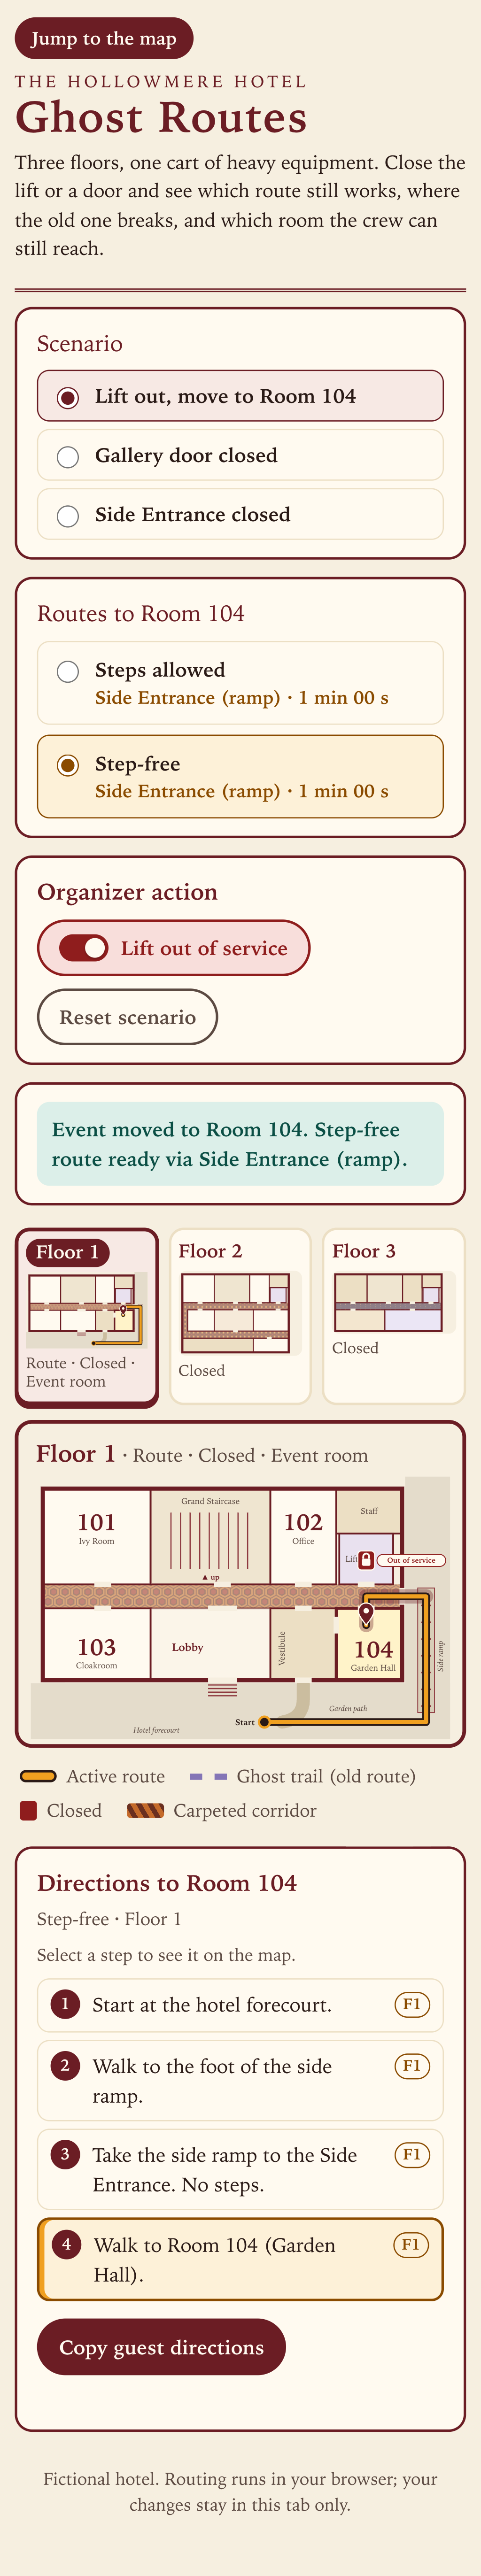 Jump to the map
THE HOLLOWMERE HOTEL
Ghost Routes
Three floors, one cart of heavy equipment. Close the
lift or a door and see which route still works, where
the old one breaks, and which room the crew can
still reach.
Scenario
Lift out, move to Room 104
Gallery door closed
Side Entrance closed
Routes to Room 104
Steps allowed
Side Entrance (ramp) · 1 min 00 s
Step-free
Side Entrance (ramp) · 1 min 00 s
Organizer action
Lift out of service
Reset scenario
Event moved to Room 104. Step-free
route ready via Side Entrance (ramp).
Floor 1
Route · Closed ·
Event room
Floor 2
Closed
Floor 3
Closed
Floor 1 · Route · Closed · Event room
101
Ivy Room
Grand Staircase
▲ up
102
Office
Staff
Lift
Out of service
103
Cloakroom
Lobby
Vestibule
104
Garden Hall
Side ramp
Garden path
Start
Hotel forecourt
Active route
Ghost trail (old route)
Closed
Carpeted corridor
Directions to Room 104
Step-free · Floor 1
Select a step to see it on the map.
1 Start at the hotel forecourt. F1
2 Walk to the foot of the side F1
ramp.
3 Take the side ramp to the Side F1
Entrance. No steps.
4 Walk to Room 104 (Garden F1
Hall).
Copy guest directions
Fictional hotel. Routing runs in your browser; your
changes stay in this tab only.